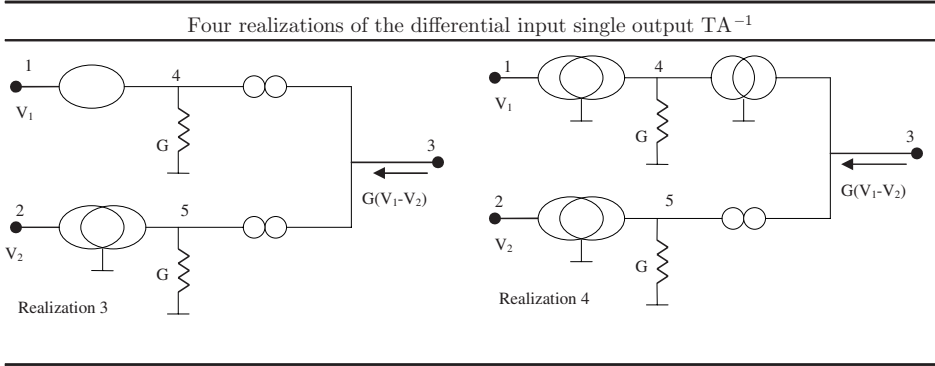 Four realizations of the differential input single output TA⁻¹
1
4
V₁
G
3
G(V₁-V₂)
2
5
V₂
G
Realization 3
1
4
V₁
G
3
G(V₁-V₂)
2
5
V₂
G
Realization 4